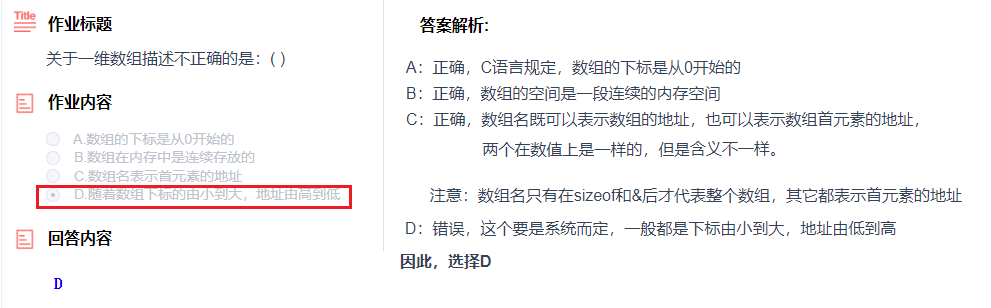 Title
作业标题
关于一维数组描述不正确的是：( )
作业内容
A.数组的下标是从0开始的
B.数组在内存中是连续存放的
C.数组名表示首元素的地址
D.随着数组下标的由小到大，地址由高到低
回答内容
D
答案解析：
A：正确，C语言规定，数组的下标是从0开始的
B：正确，数组的空间是一段连续的内存空间
C：正确，数组名既可以表示数组的地址，也可以表示数组首元素的地址，
两个在数值上是一样的，但是含义不一样。
注意：数组名只有在sizeof和&后才代表整个数组，其它都表示首元素的地址
D：错误，这个要是系统而定，一般都是下标由小到大，地址由低到高
因此，选择D